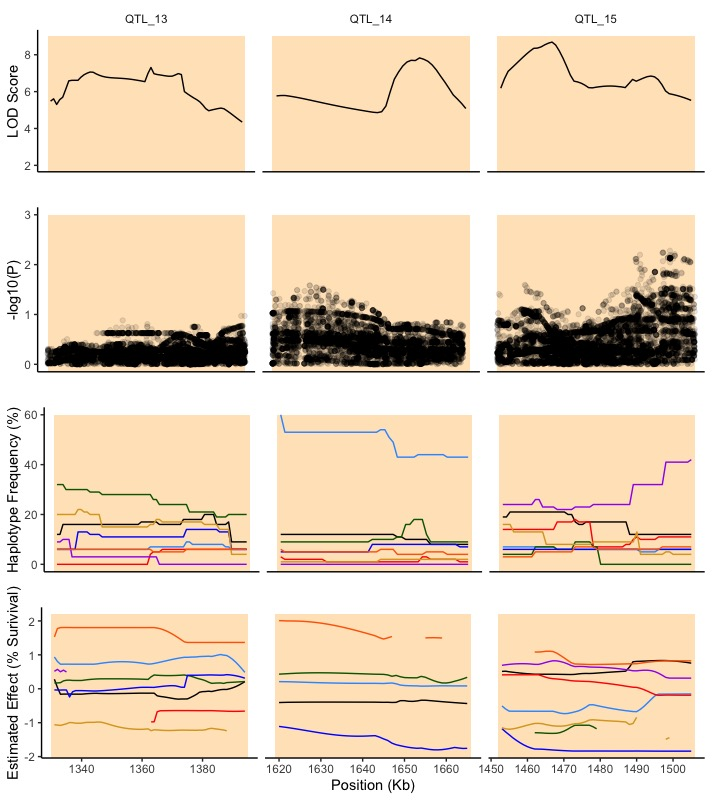 QTL_13 QTL_14 QTL_15
LOD Score
8
6
4
2
-log10(P)
3
2
1
0
Haplotype Frequency (%)
60
40
20
0
Estimated Effect (% Surivival)
2
1
0
-1
-2
1340 1360 1380 1620 1630 1640 1650 1660 1450 1460 1470 1480 1490 1500
Position (Kb)